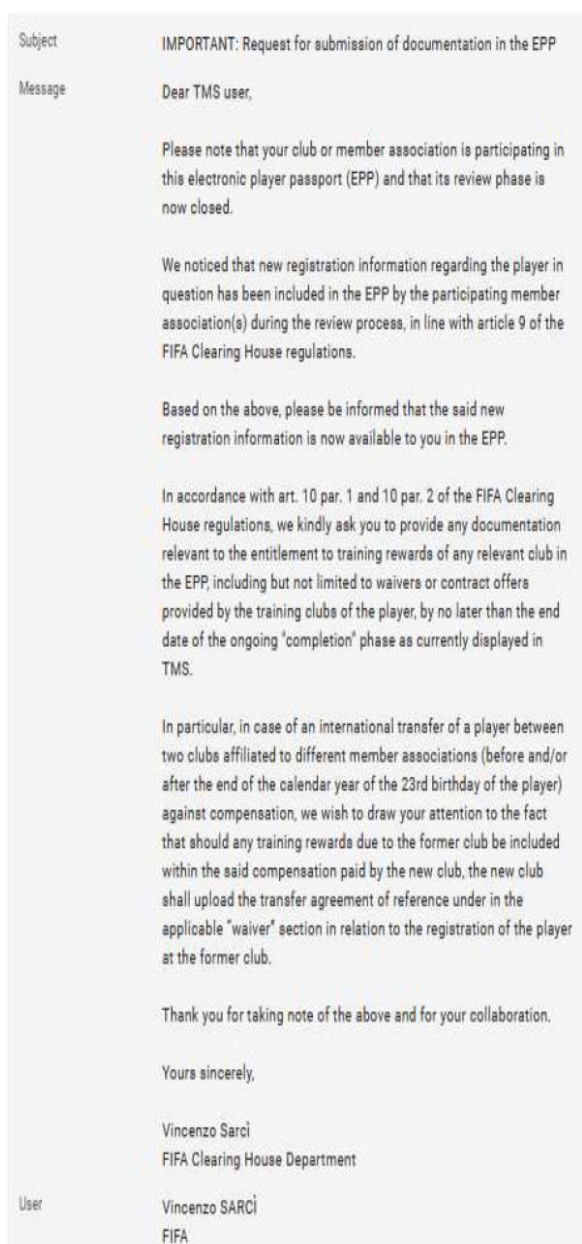 Subject IMPORTANT: Request for submission of documentation in the EPP
Message Dear TMS user,
Please note that your club or member association is participating in
this electronic player passport (EPP) and that its review phase is
now closed.
We noticed that new registration information regarding the player in
question has been included in the EPP by the participating member
association(s) during the review process, in line with article 9 of the
FIFA Clearing House regulations.
Based on the above, please be informed that the said new
registration information is now available to you in the EPP.
In accordance with art. 10 par. 1 and 10 par. 2 of the FIFA Clearing
House regulations, we kindly ask you to provide any documentation
relevant to the entitlement to training rewards of any relevant club in
the EPP, including but not limited to waivers or contract offers
provided by the training clubs of the player, by no later than the end
date of the ongoing "completion" phase as currently displayed in
TMS.
In particular, in case of an international transfer of a player between
two clubs affiliated to different member associations (before and/or
after the end of the calendar year of the 23rd birthday of the player)
against compensation, we wish to draw your attention to the fact
that should any training rewards due to the former club be included
within the said compensation paid by the new club, the new club
shall upload the transfer agreement of reference under in the
applicable "waiver" section in relation to the registration of the player
at the former club.
Thank you for taking note of the above and for your collaboration.
Yours sincerely,
Vincenzo Sarcì
FIFA Clearing House Department
User Vincenzo SARCÌ
FIFA